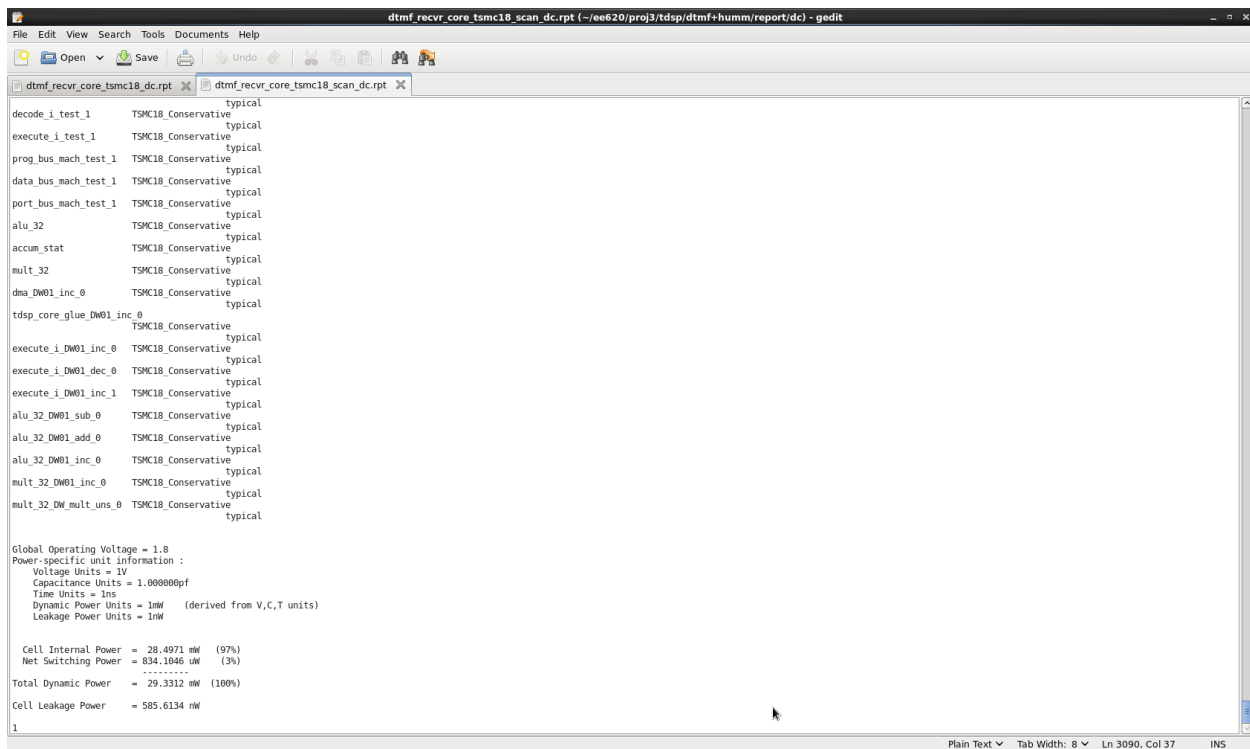 dtmf_recvr_core_tsmc18_scan_dc.rpt (~/ee620/proj3/tdsp/dtmf+humm/report/dc) - gedit
File Edit View Search Tools Documents Help
Open Save Undo
dtmf_recvr_core_tsmc18_dc.rpt dtmf_recvr_core_tsmc18_scan_dc.rpt
typical
decode_i_test_1 TSMC18_Conservative
typical
execute_i_test_1 TSMC18_Conservative
typical
prog_bus_mach_test_1 TSMC18_Conservative
typical
data_bus_mach_test_1 TSMC18_Conservative
typical
port_bus_mach_test_1 TSMC18_Conservative
typical
alu_32 TSMC18_Conservative
typical
accum_stat TSMC18_Conservative
typical
mult_32 TSMC18_Conservative
typical
dma_DW01_inc_0 TSMC18_Conservative
typical
tdsp_core_glue_DW01_inc_0
TSMC18_Conservative
typical
execute_i_DW01_inc_0 TSMC18_Conservative
typical
execute_i_DW01_dec_0 TSMC18_Conservative
typical
execute_i_DW01_inc_1 TSMC18_Conservative
typical
alu_32_DW01_sub_0 TSMC18_Conservative
typical
alu_32_DW01_add_0 TSMC18_Conservative
typical
alu_32_DW01_inc_0 TSMC18_Conservative
typical
mult_32_DW01_inc_0 TSMC18_Conservative
typical
mult_32_DW_mult_uns_0 TSMC18_Conservative
typical
Global Operating Voltage = 1.8
Power-specific unit information :
Voltage Units = 1V
Capacitance Units = 1.000000pf
Time Units = 1ns
Dynamic Power Units = 1mW (derived from V,C,T units)
Leakage Power Units = 1nW
Cell Internal Power = 28.4971 mW (97%)
Net Switching Power = 834.1046 uW (3%)
---------
Total Dynamic Power = 29.3312 mW (100%)
Cell Leakage Power = 585.6134 nW
1
Plain Text Tab Width: 8 Ln 3090, Col 37 INS